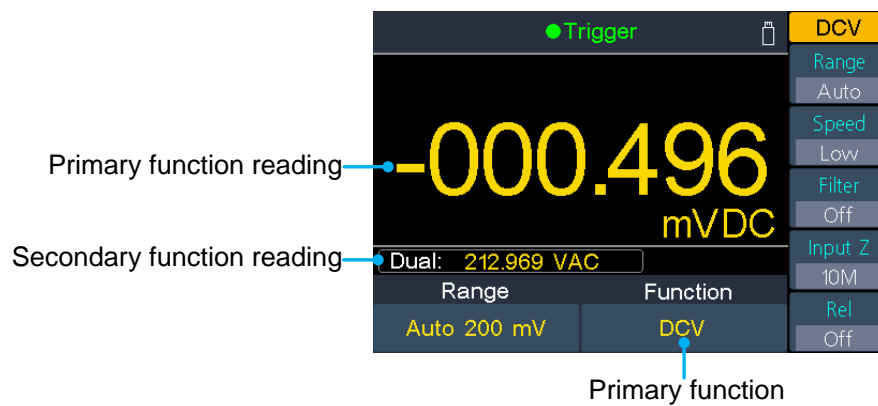 Trigger
DCV
Range
Auto
Speed
Low
Filter
Off
Input Z
10M
Rel
Off
Primary function reading
-000.496
mVDC
Secondary function reading
Dual: 212.969 VAC
Range Function
Auto 200 mV DCV
Primary function